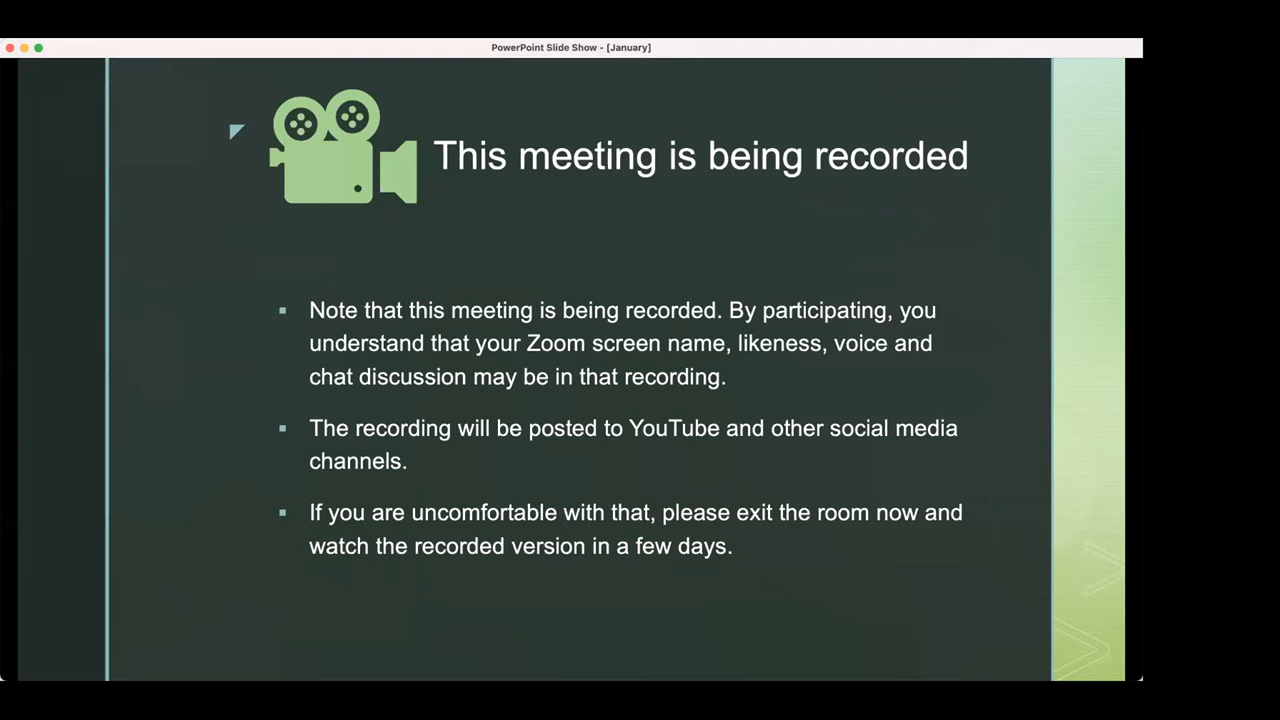 PowerPoint Slide Show - [January]
This meeting is being recorded
▪ Note that this meeting is being recorded. By participating, you
understand that your Zoom screen name, likeness, voice and
chat discussion may be in that recording.
▪ The recording will be posted to YouTube and other social media
channels.
▪ If you are uncomfortable with that, please exit the room now and
watch the recorded version in a few days.